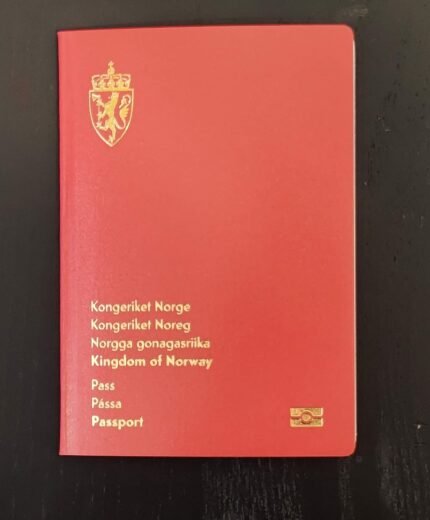 Kongeriket Norge
Kongeriket Noreg
Norgga gonagasriika
Kingdom of Norway
Pass
Pássa
Passport